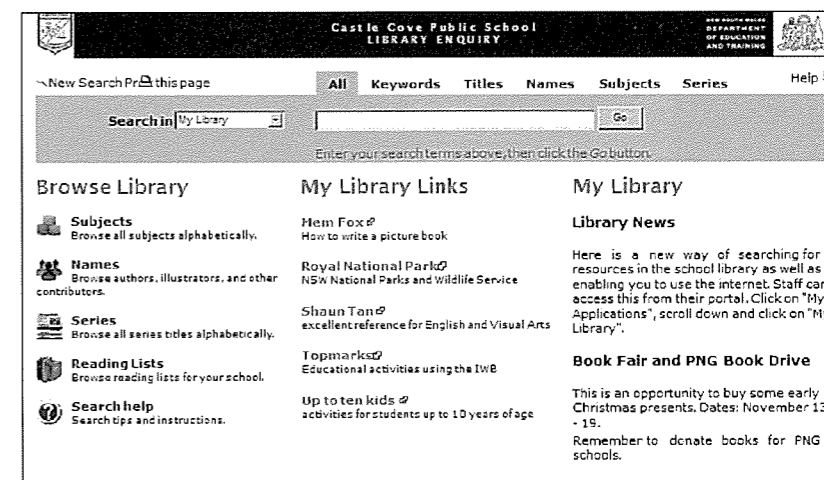 Castle Cove Public School
LIBRARY ENQUIRY
NEW SOUTH WALES
DEPARTMENT
OF EDUCATION
AND TRAINING
New Search Pr this page
All Keywords Titles Names Subjects Series Help
Search in My Library Go
Enter your search terms above, then click the Go button.
Browse Library
Subjects
Browse all subjects alphabetically.
Names
Browse authors, illustrators, and other
contributors.
Series
Browse all series titles alphabetically.
Reading Lists
Browse reading lists for your school.
Search help
Search tips and instructions.
My Library Links
Mem Fox
How to write a picture book
Royal National Park
NSW National Parks and Wildlife Service
Shaun Tan
excellent reference for English and Visual Arts
Topmarks
Educational activities using the IWB
Up to ten kids
activities for students up to 10 years of age
My Library
Library News
Here is a new way of searching for
resources in the school library as well as
enabling you to use the internet. Staff can
access this from their portal. Click on "My
Applications", scroll down and click on "M
Library".
Book Fair and PNG Book Drive
This is an opportunity to buy some early
Christmas presents. Dates: November 13
- 19.
Remember to donate books for PNG
schools.